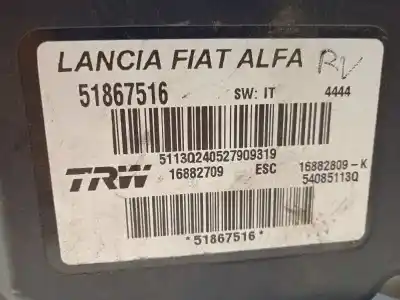 LANCIA FIAT ALFA RV
51867516 SW: IT 4444
5113Q240527909319
TRW 16882709 ESC 16882809-K
54085113Q
*51867516*